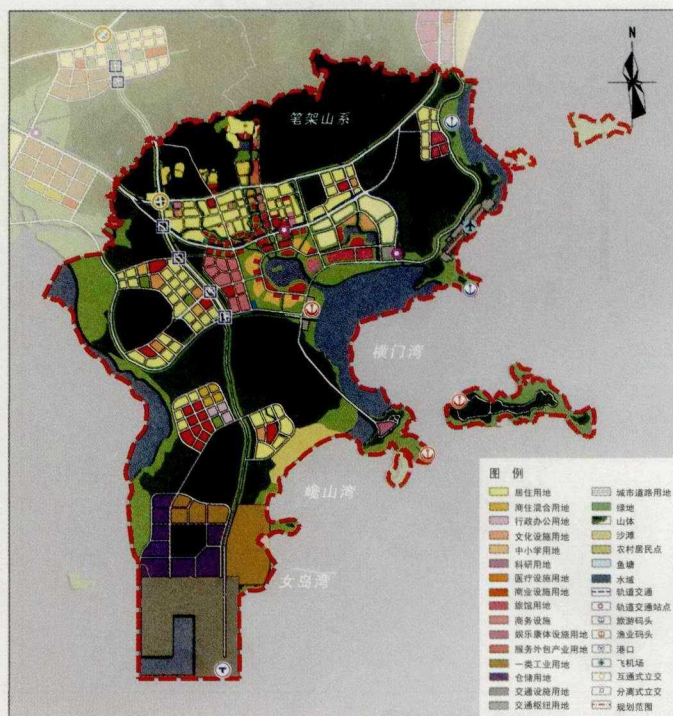 N
笔架山系
横门湾
崆山湾
女岛湾
图 例
居住用地
商住混合用地
行政办公用地
文化设施用地
中小学用地
科研用地
医疗设施用地
商业设施用地
旅馆用地
商务设施
娱乐康体设施用地
服务外包产业用地
一类工业用地
仓储用地
交通设施用地
交通枢纽用地
城市道路用地
绿地
山体
沙滩
农村居民点
鱼塘
水域
轨道交通
轨道交通站点
旅游码头
渔业码头
港口
飞机场
互通式立交
分离式立交
规划范围